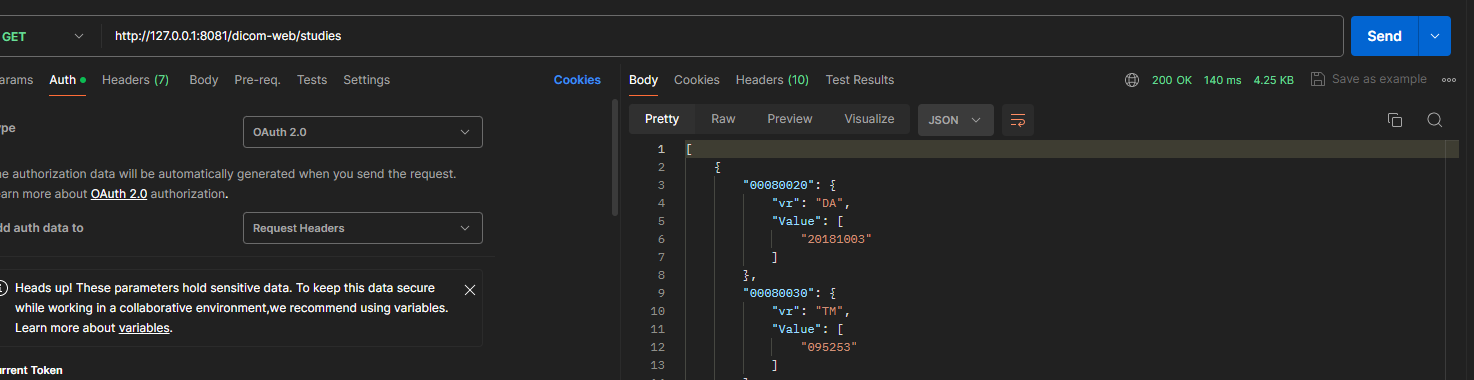 GET
http://127.0.0.1:8081/dicom-web/studies
Send
arams Auth Headers (7) Body Pre-req. Tests Settings
Cookies
ype
OAuth 2.0
he authorization data will be automatically generated when you send the request.
earn more about OAuth 2.0 authorization.
dd auth data to
Request Headers
Heads up! These parameters hold sensitive data. To keep this data secure
while working in a collaborative environment,we recommend using variables.
Learn more about variables.
urrent Token
Body Cookies Headers (10) Test Results
200 OK 140 ms 4.25 KB Save as example
Pretty Raw Preview Visualize JSON
1 [
2 {
3 "00080020": {
4 "vr": "DA",
5 "Value": [
6 "20181003"
7 ]
8 },
9 "00080030": {
10 "vr": "TM",
11 "Value": [
12 "095253"
13 ]